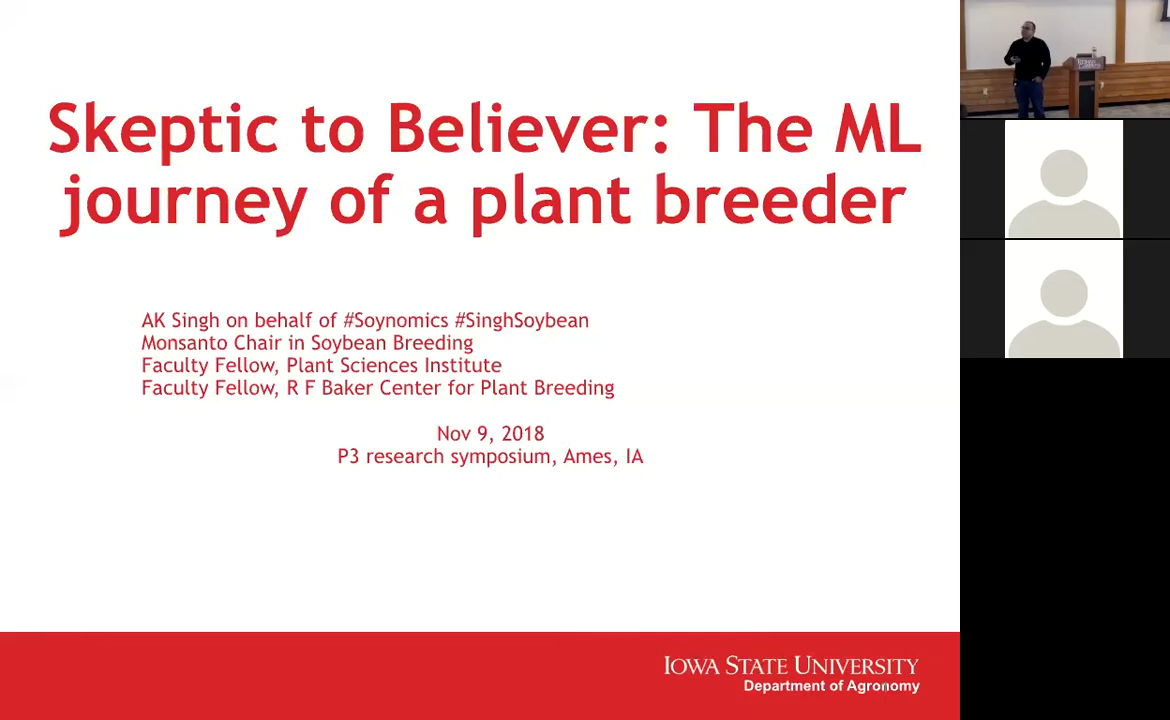 Skeptic to Believer: The ML
journey of a plant breeder
AK Singh on behalf of #Soynomics #SinghSoybean
Monsanto Chair in Soybean Breeding
Faculty Fellow, Plant Sciences Institute
Faculty Fellow, R F Baker Center for Plant Breeding
Nov 9, 2018
P3 research symposium, Ames, IA
IOWA STATE UNIVERSITY
Department of Agronomy